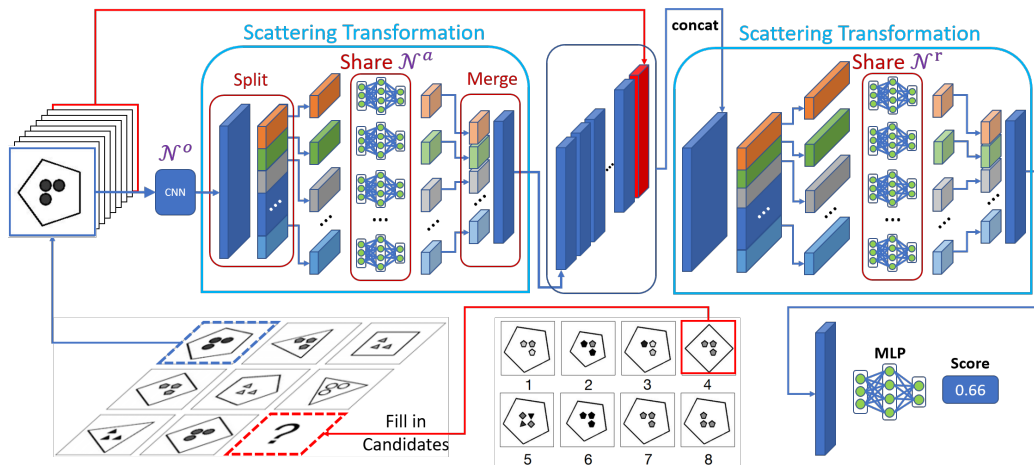 Scattering Transformation
concat
Scattering Transformation
Split
Share 𝒩ᵃ
Merge
Share 𝒩ʳ
𝒩ᵒ
CNN
...
...
...
...
...
...
...
...
...
?
Fill in
Candidates
1 2 3 4
5 6 7 8
MLP
Score
0.66